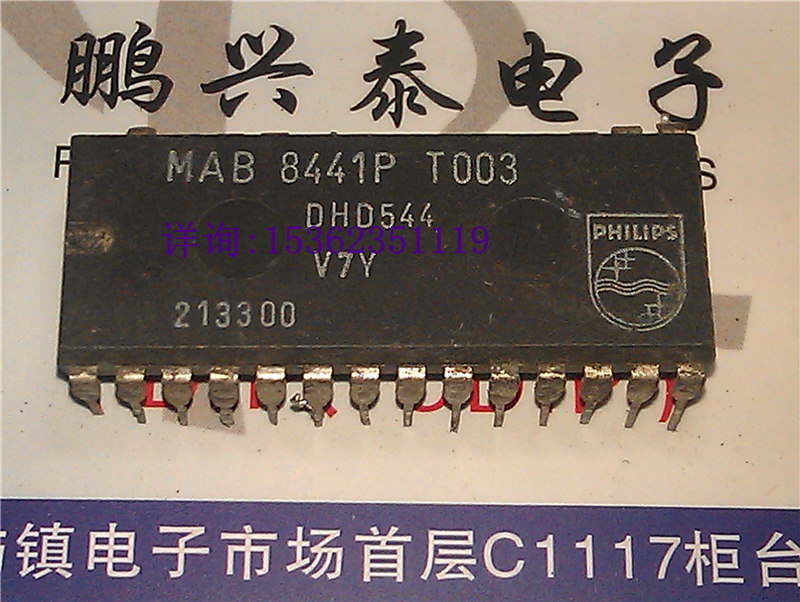 鹏兴泰电子
MAB 8441P T003
DHD544
详询:15362351119
V7Y
PHILIPS
213300
镇电子市场首层C1117柜台